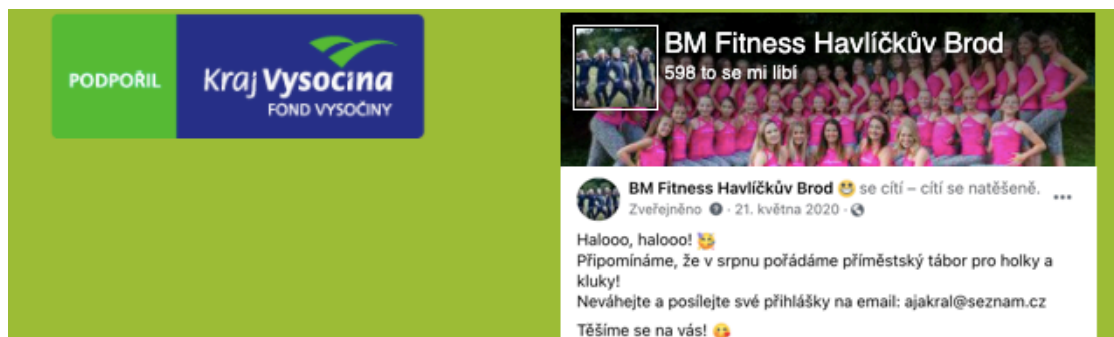 PODPOŘIL
Kraj Vysočina
FOND VYSOČINY
BM Fitness Havlíčkův Brod
598 to se mi líbí
BM Fitness Havlíčkův Brod 😁 se cítí – cítí se natěšeně.
Zveřejněno · 21. května 2020 ·
Halooo, halooo! 🥳
Připomínáme, že v srpnu pořádáme příměstský tábor pro holky a
kluky!
Neváhejte a posílejte své přihlášky na email: ajakral@seznam.cz
Těšíme se na vás! 😋